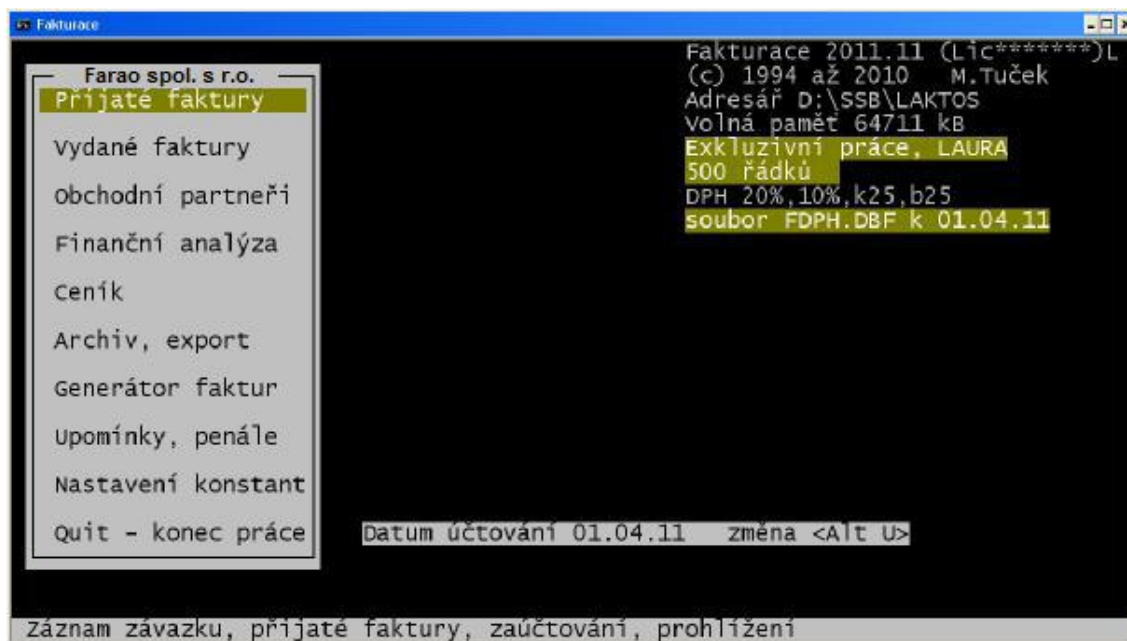 Fakturace
Fakturace 2011.11 (Lic*******)L
(c) 1994 až 2010 M.Tuček
Adresář D:\SSB\LAKTOS
Volná paměť 64711 kB
Exkluzivní práce, LAURA
500 řádků
DPH 20%,10%,k25,b25
soubor FDPH.DBF k 01.04.11
Farao spol. s r.o.
Přijaté faktury
Vydané faktury
Obchodní partneři
Finanční analýza
Ceník
Archiv, export
Generátor faktur
Upomínky, penále
Nastavení konstant
Quit – konec práce
Datum účtování 01.04.11 změna <Alt U>
Záznam závazku, přijaté faktury, zaúčtování, prohlížení